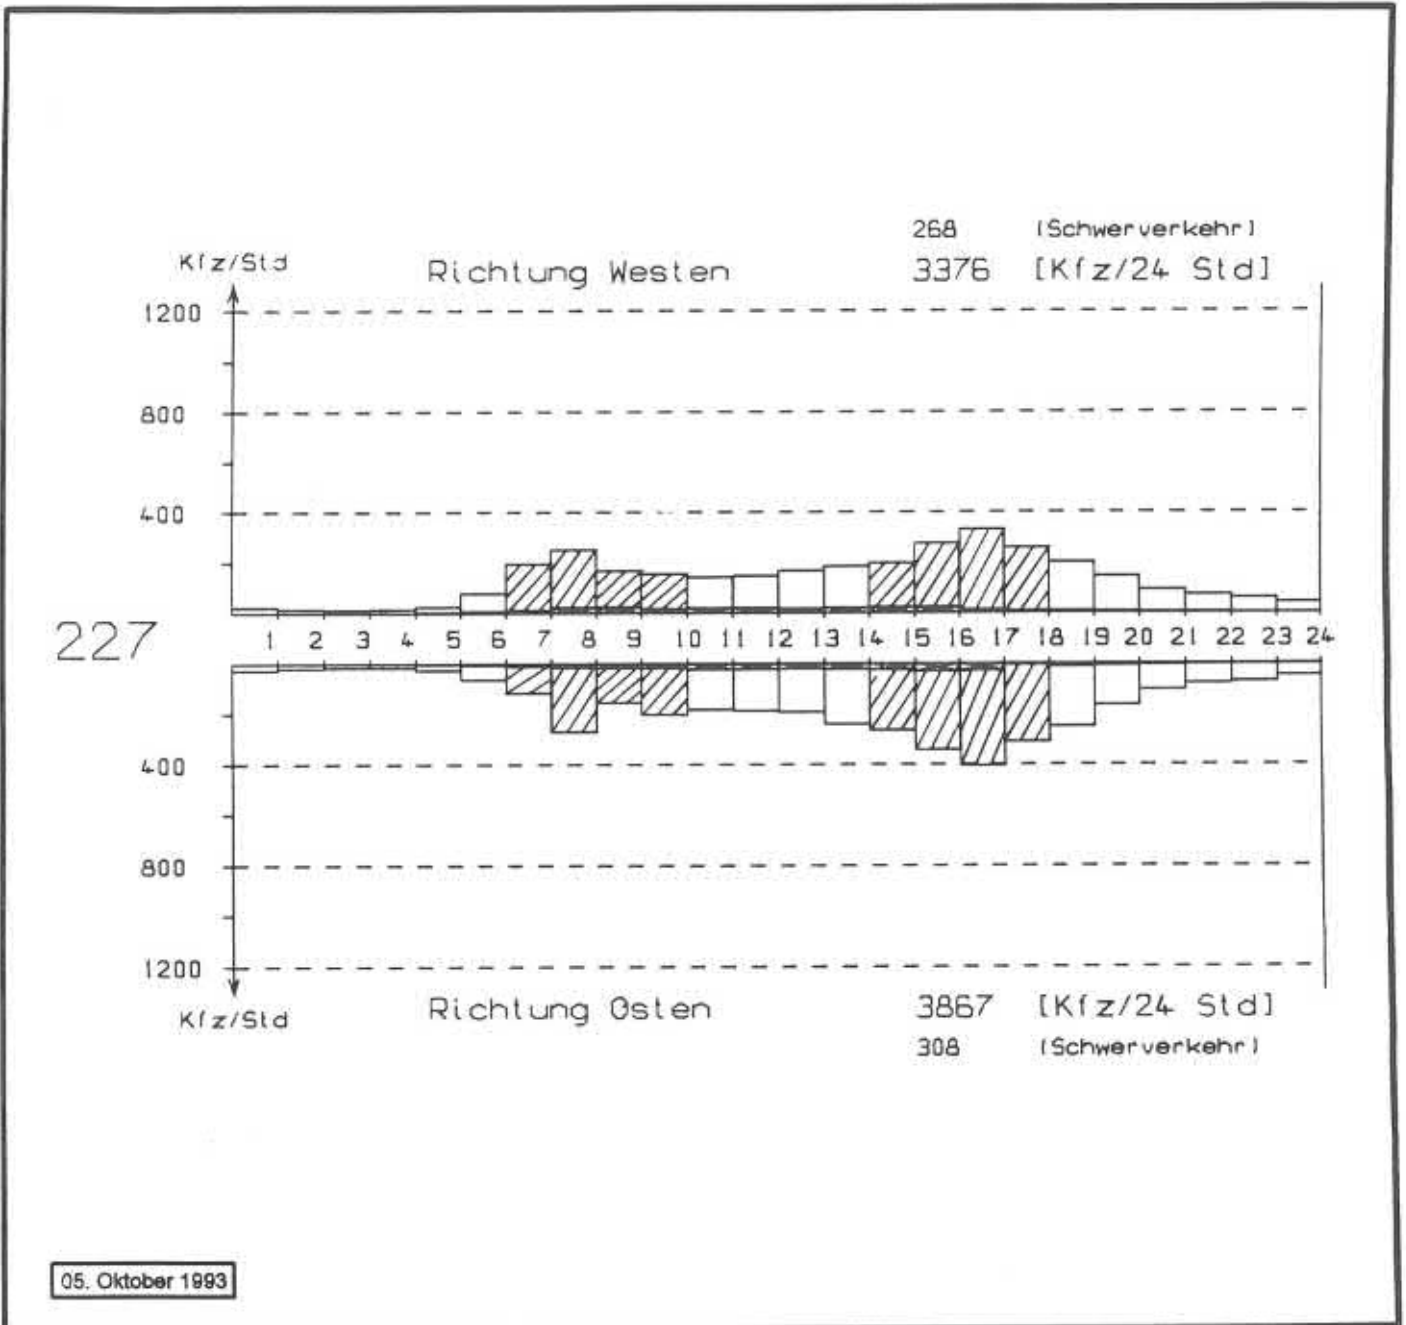 268 (Schwerverkehr)
Kfz/Std Richtung Westen 3376 [Kfz/24 Std]
1200
800
400
227 1 2 3 4 5 6 7 8 9 10 11 12 13 14 15 16 17 18 19 20 21 22 23 24
400
800
1200
Kfz/Std Richtung Osten 3867 [Kfz/24 Std]
308 (Schwerverkehr)
05. Oktober 1993